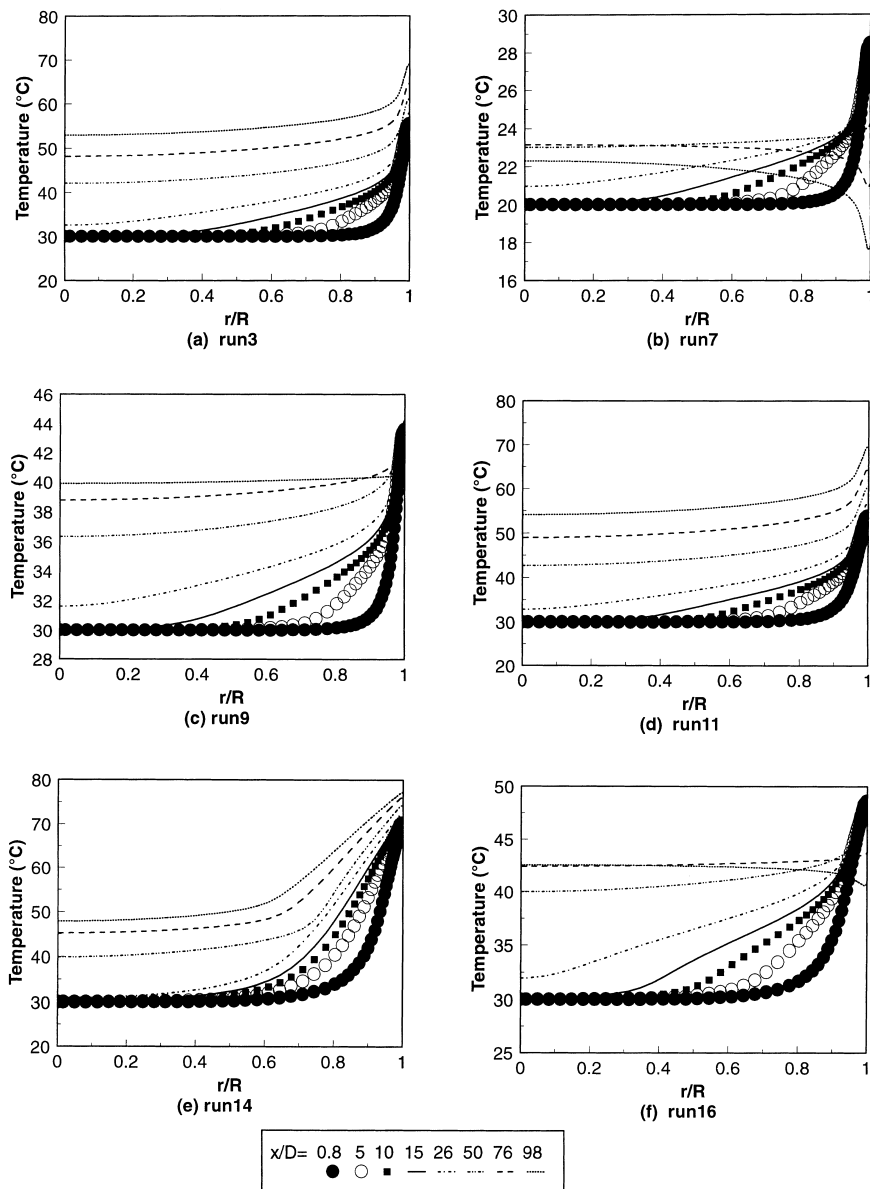 80
70
60
50
40
30
20
Temperature (°C)
0 0.2 0.4 0.6 0.8 1
r/R
(a) run3
30
28
26
24
22
20
18
16
Temperature (°C)
0 0.2 0.4 0.6 0.8 1
r/R
(b) run7
46
44
42
40
38
36
34
32
30
28
Temperature (°C)
0 0.2 0.4 0.6 0.8 1
r/R
(c) run9
80
70
60
50
40
30
20
Temperature (°C)
0 0.2 0.4 0.6 0.8 1
r/R
(d) run11
80
70
60
50
40
30
20
Temperature (°C)
0 0.2 0.4 0.6 0.8 1
r/R
(e) run14
50
45
40
35
30
25
Temperature (°C)
0 0.2 0.4 0.6 0.8 1
r/R
(f) run16
x/D= 0.8 5 10 15 26 50 76 98